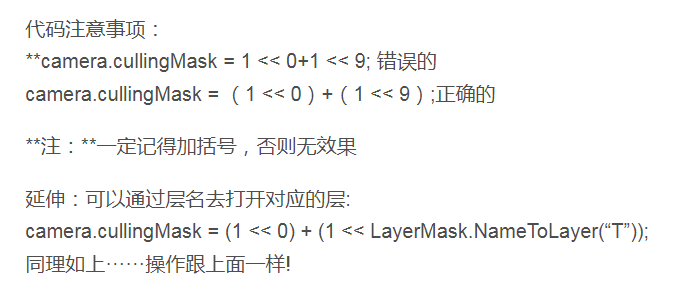 代码注意事项：
**camera.cullingMask = 1 << 0+1 << 9; 错误的
camera.cullingMask = （1 << 0）+（1 << 9）;正确的
**注：**一定记得加括号，否则无效果
延伸：可以通过层名去打开对应的层:
camera.cullingMask = (1 << 0) + (1 << LayerMask.NameToLayer(“T”));
同理如上……操作跟上面一样!